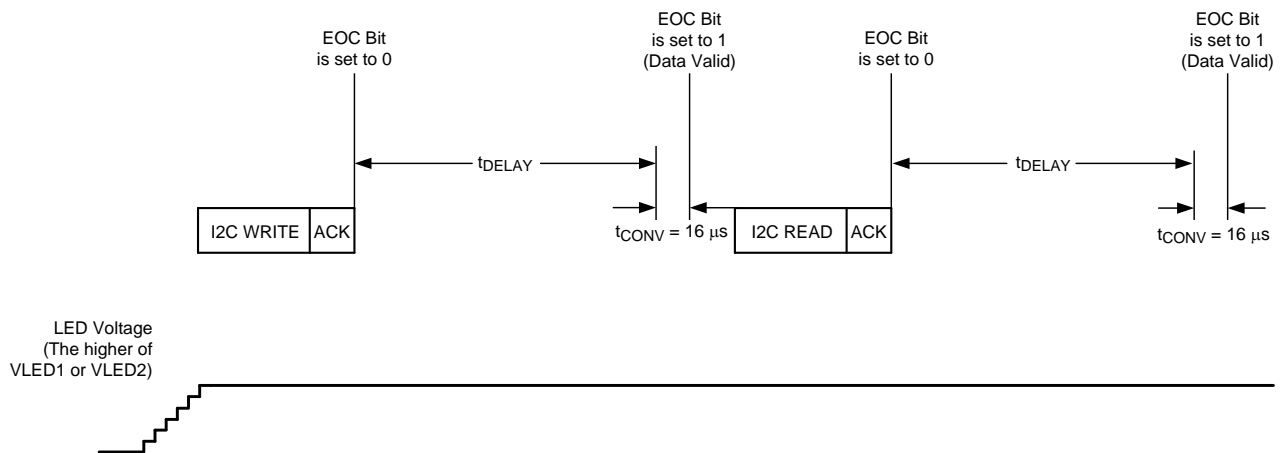 EOC Bit
is set to 0
EOC Bit
is set to 1
(Data Valid)
EOC Bit
is set to 0
EOC Bit
is set to 1
(Data Valid)
tDELAY
tDELAY
I2C WRITE ACK
tCONV = 16 μs
I2C READ ACK
tCONV = 16 μs
LED Voltage
(The higher of
VLED1 or VLED2)